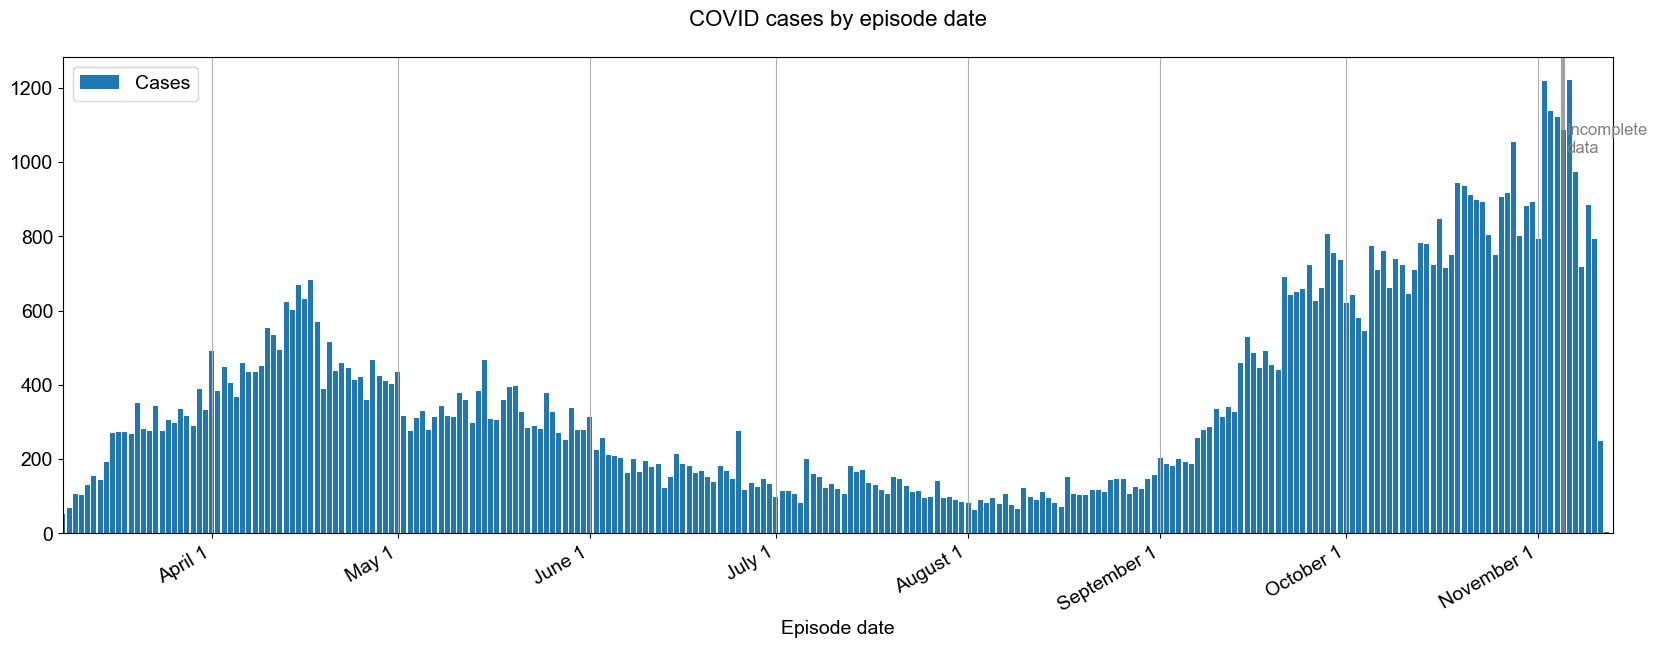 COVID cases by episode date
Cases
1200
1000
800
600
400
200
0
Incomplete
data
April 1
May 1
June 1
July 1
August 1
September 1
October 1
November 1
Episode date